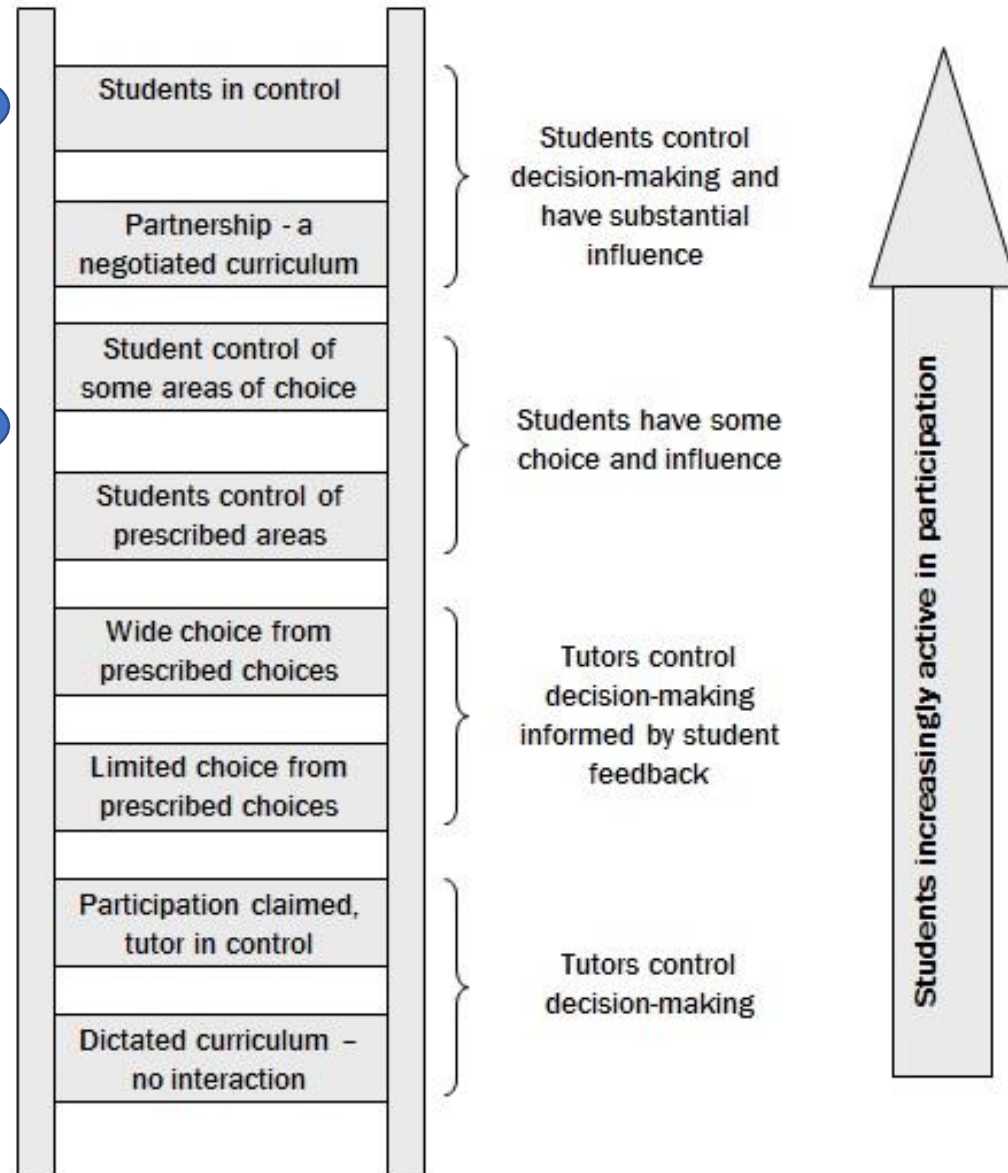 Students in control
Students control
decision-making and
have substantial
influence
Partnership - a
negotiated curriculum
Student control of
some areas of choice
Students have some
choice and influence
Students control of
prescribed areas
Wide choice from
prescribed choices
Tutors control
decision-making
informed by student
feedback
Limited choice from
prescribed choices
Participation claimed,
tutor in control
Tutors control
decision-making
Dictated curriculum –
no interaction
Students increasingly active in participation